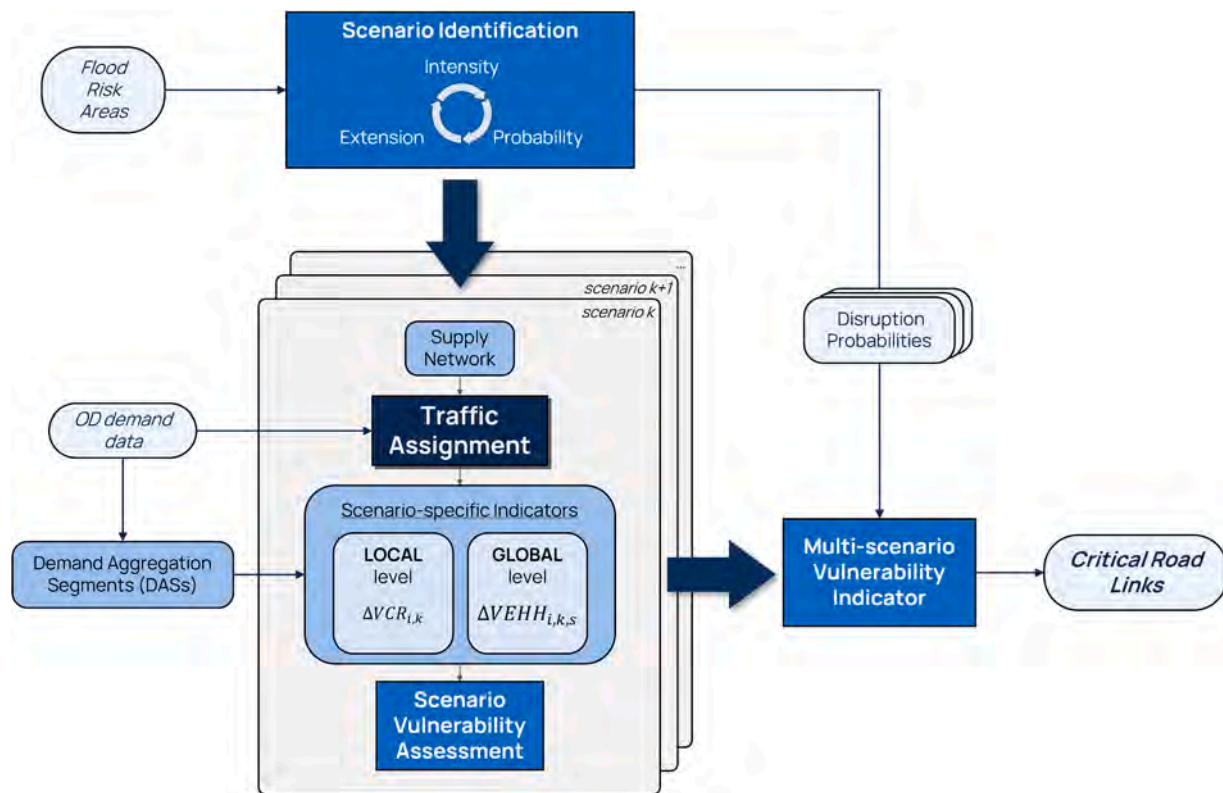 Scenario Identification
Flood
Risk
Areas
Intensity
Extension
Probability
...
scenario k+1
scenario k
Supply
Network
Disruption
Probabilities
OD demand
data
Traffic
Assignment
Scenario-specific Indicators
LOCAL
level
ΔVCR_{i,k}
GLOBAL
level
ΔVEHH_{i,k,s}
Demand Aggregation
Segments (DASs)
Multi-scenario
Vulnerability
Indicator
Critical Road
Links
Scenario
Vulnerability
Assessment